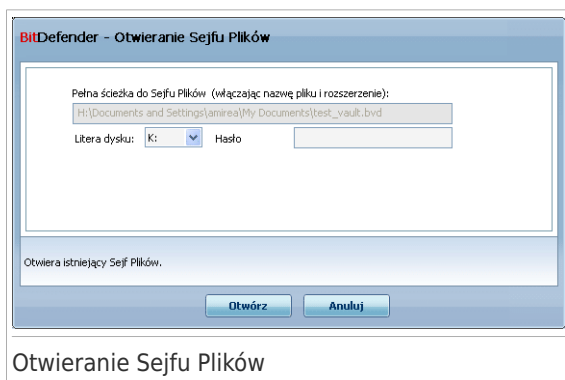 BitDefender - Otwieranie Sejfu Plików
Pełna ścieżka do Sejfu Plików (włączając nazwę pliku i rozszerzenie):
H:\Documents and Settings\amirea\My Documents\test_vault.bvd
Litera dysku: K: Hasło
Otwiera istniejący Sejf Plików.
Otwórz Anuluj
Otwieranie Sejfu Plików